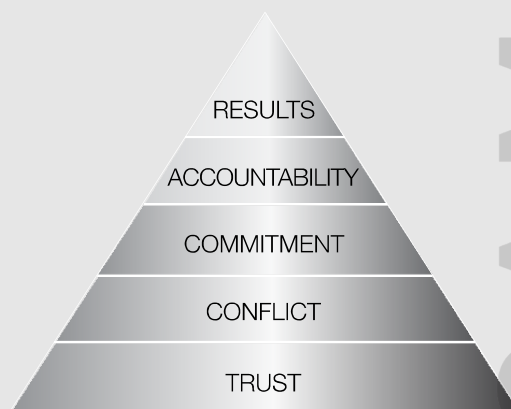 RESULTS
ACCOUNTABILITY
COMMITMENT
CONFLICT
TRUST